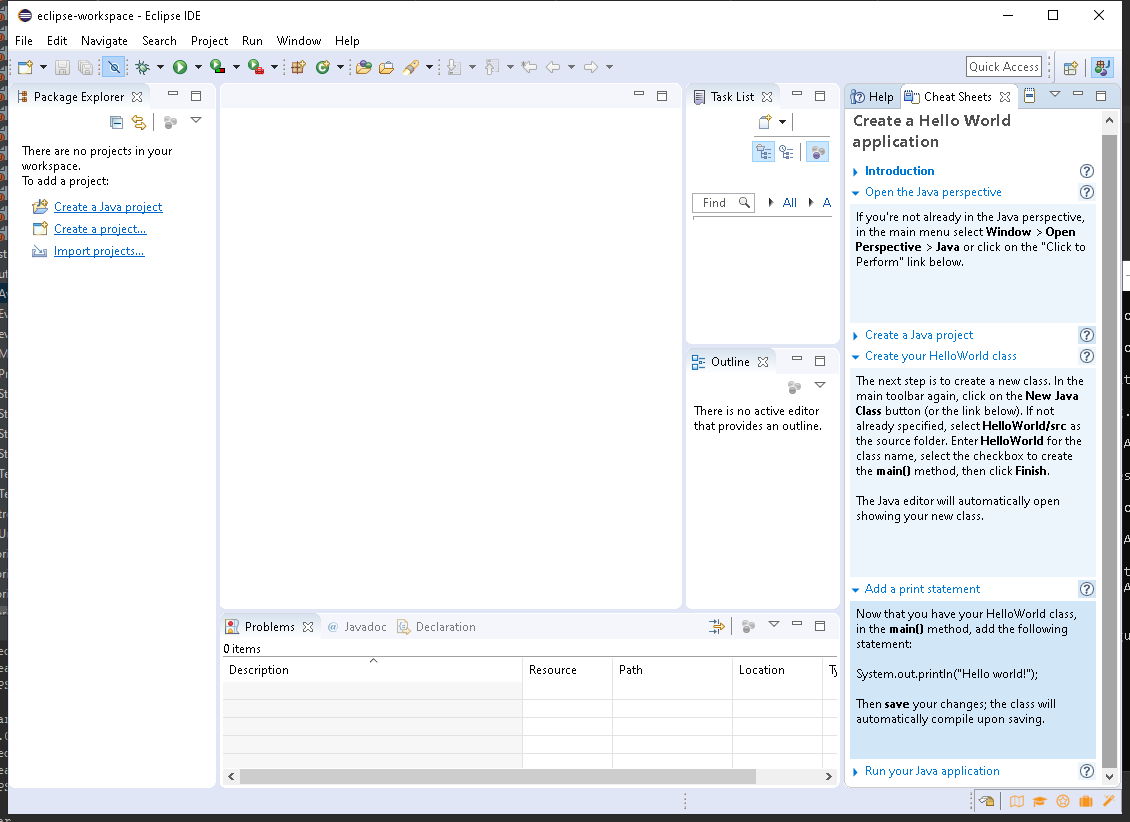 eclipse-workspace - Eclipse IDE
File Edit Navigate Search Project Run Window Help
Quick Access
Package Explorer
There are no projects in your
workspace.
To add a project:
Create a Java project
Create a project...
Import projects...
Task List
Find All A
Outline
There is no active editor
that provides an outline.
Help Cheat Sheets
Create a Hello World
application
Introduction
Open the Java perspective
If you're not already in the Java perspective,
in the main menu select Window > Open
Perspective > Java or click on the "Click to
Perform" link below.
Create a Java project
Create your HelloWorld class
The next step is to create a new class. In the
main toolbar again, click on the New Java
Class button (or the link below). If not
already specified, select HelloWorld/src as
the source folder. Enter HelloWorld for the
class name, select the checkbox to create
the main() method, then click Finish.
The Java editor will automatically open
showing your new class.
Add a print statement
Now that you have your HelloWorld class,
in the main() method, add the following
statement:
System.out.println("Hello world!");
Then save your changes; the class will
automatically compile upon saving.
Run your Java application
Problems @ Javadoc Declaration
0 items
Description Resource Path Location Ty